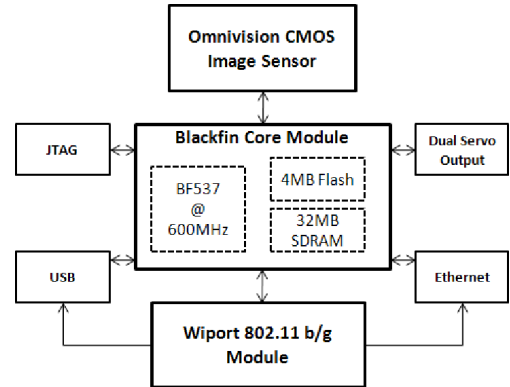 Omnivision CMOS
Image Sensor
Blackfin Core Module
JTAG
Dual Servo
Output
BF537
@
600MHz
4MB Flash
32MB
SDRAM
USB
Ethernet
Wiport 802.11 b/g
Module